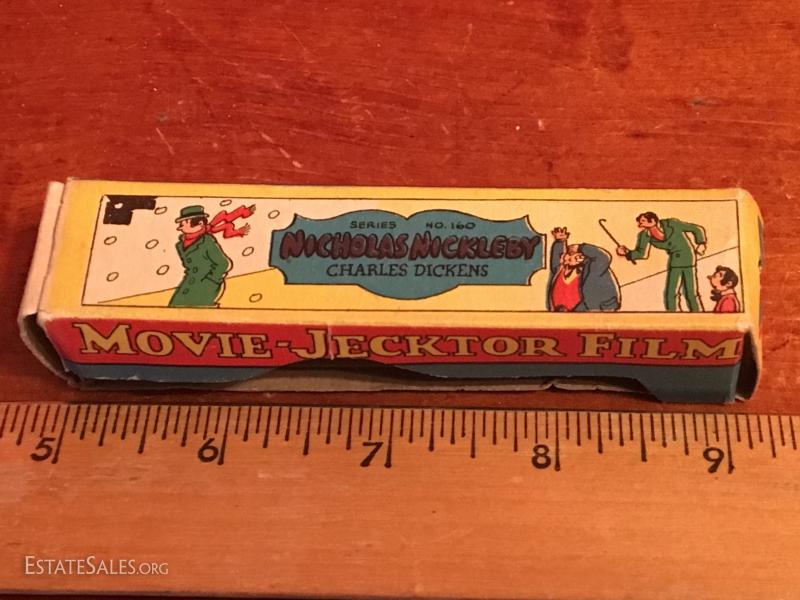 SERIES NO. 160
NICHOLAS NICKLEBY
CHARLES DICKENS
MOVIE-JECKTOR FILM
5 6 7 8 9
ESTATESALES.ORG